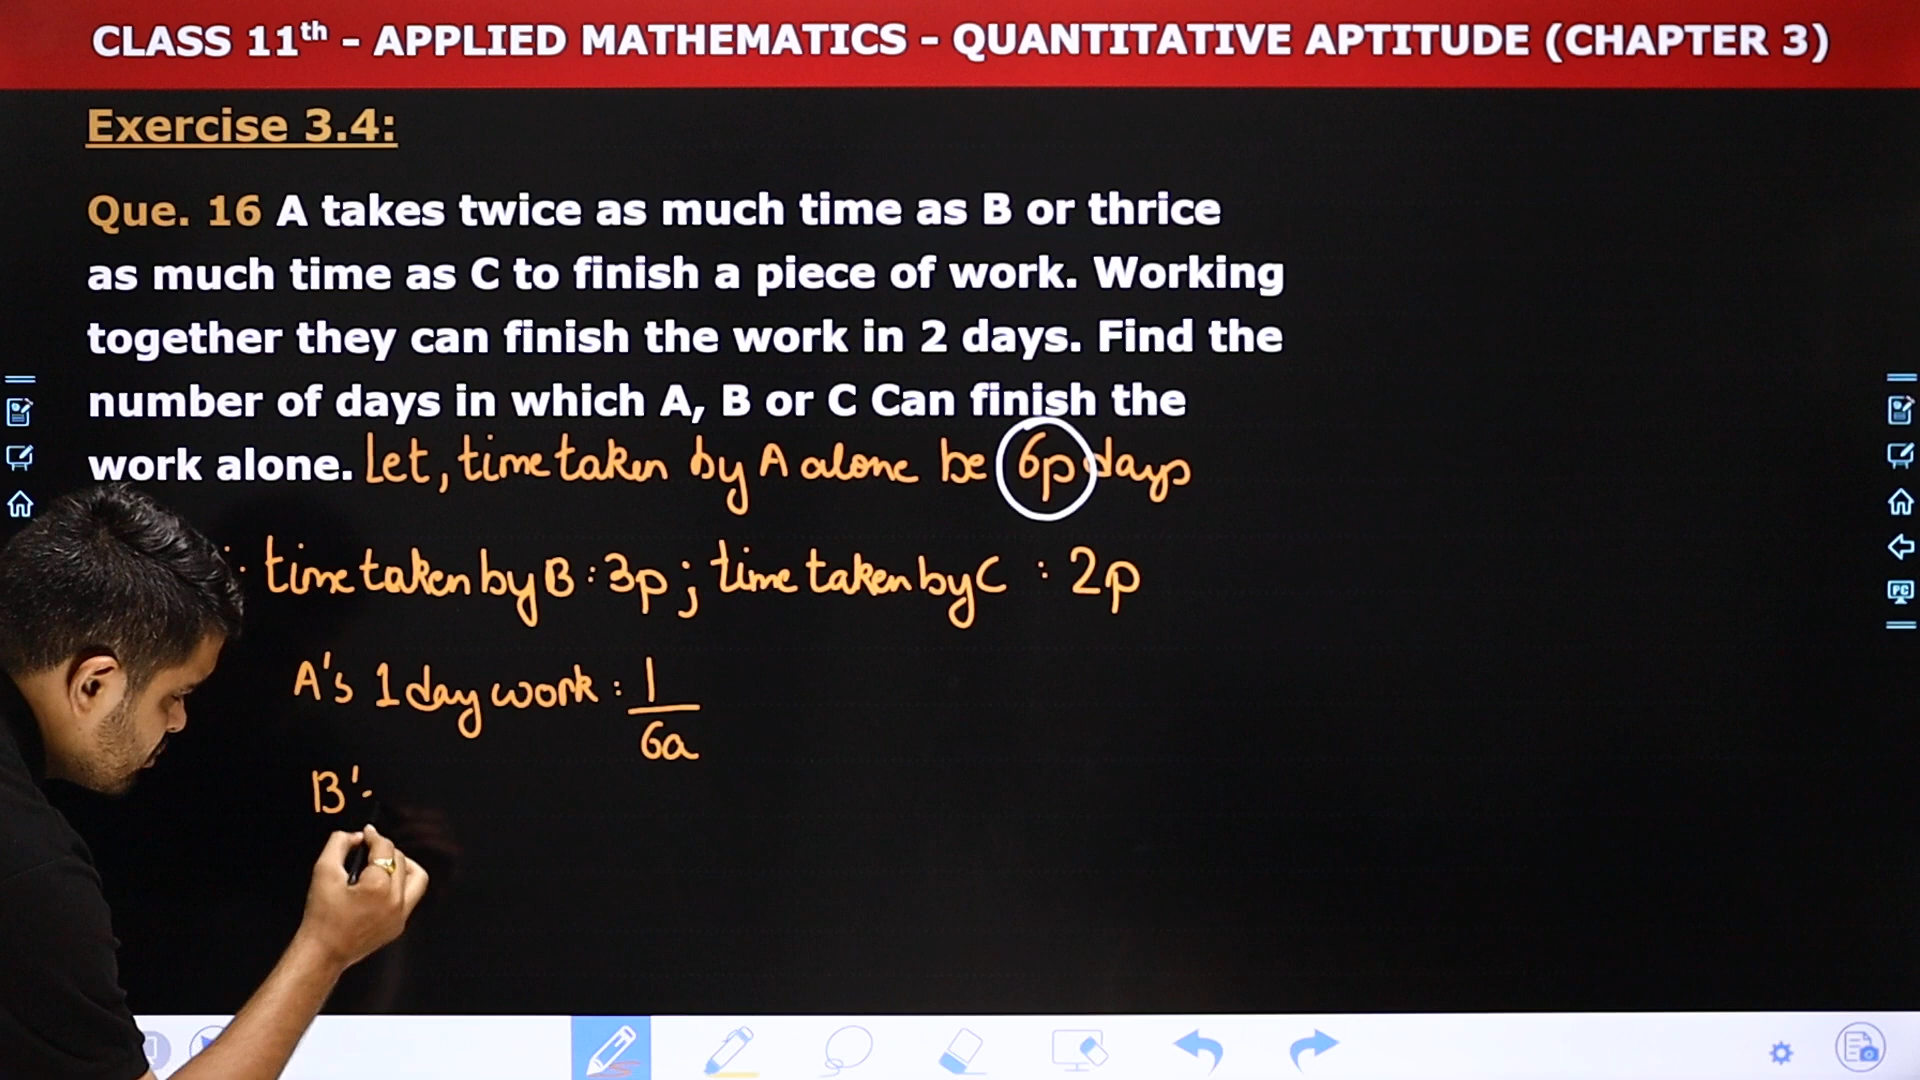 CLASS 11th - APPLIED MATHEMATICS - QUANTITATIVE APTITUDE (CHAPTER 3)
Exercise 3.4:
Que. 16 A takes twice as much time as B or thrice
as much time as C to finish a piece of work. Working
together they can finish the work in 2 days. Find the
number of days in which A, B or C Can finish the
work alone. Let, time taken by A alone be 6p days
time taken by B : 3p ; time taken by C : 2p
A's 1 day work : 1/6a
B'
PC